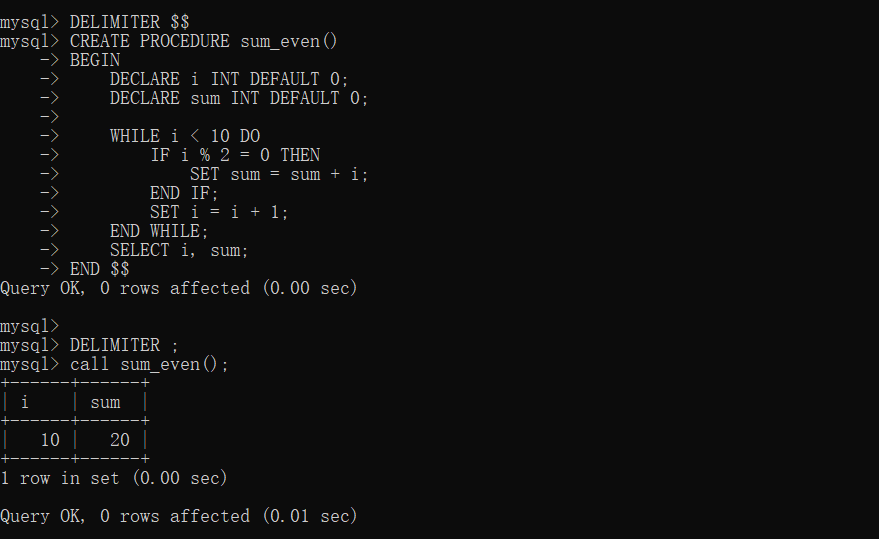 mysql> DELIMITER $$
mysql> CREATE PROCEDURE sum_even()
    -> BEGIN
    ->     DECLARE i INT DEFAULT 0;
    ->     DECLARE sum INT DEFAULT 0;
    ->
    ->     WHILE i < 10 DO
    ->         IF i % 2 = 0 THEN
    ->             SET sum = sum + i;
    ->         END IF;
    ->         SET i = i + 1;
    ->     END WHILE;
    ->     SELECT i, sum;
    -> END $$
Query OK, 0 rows affected (0.00 sec)

mysql>
mysql> DELIMITER ;
mysql> call sum_even();
+------+------+
| i    | sum  |
+------+------+
|   10 |   20 |
+------+------+
1 row in set (0.00 sec)

Query OK, 0 rows affected (0.01 sec)